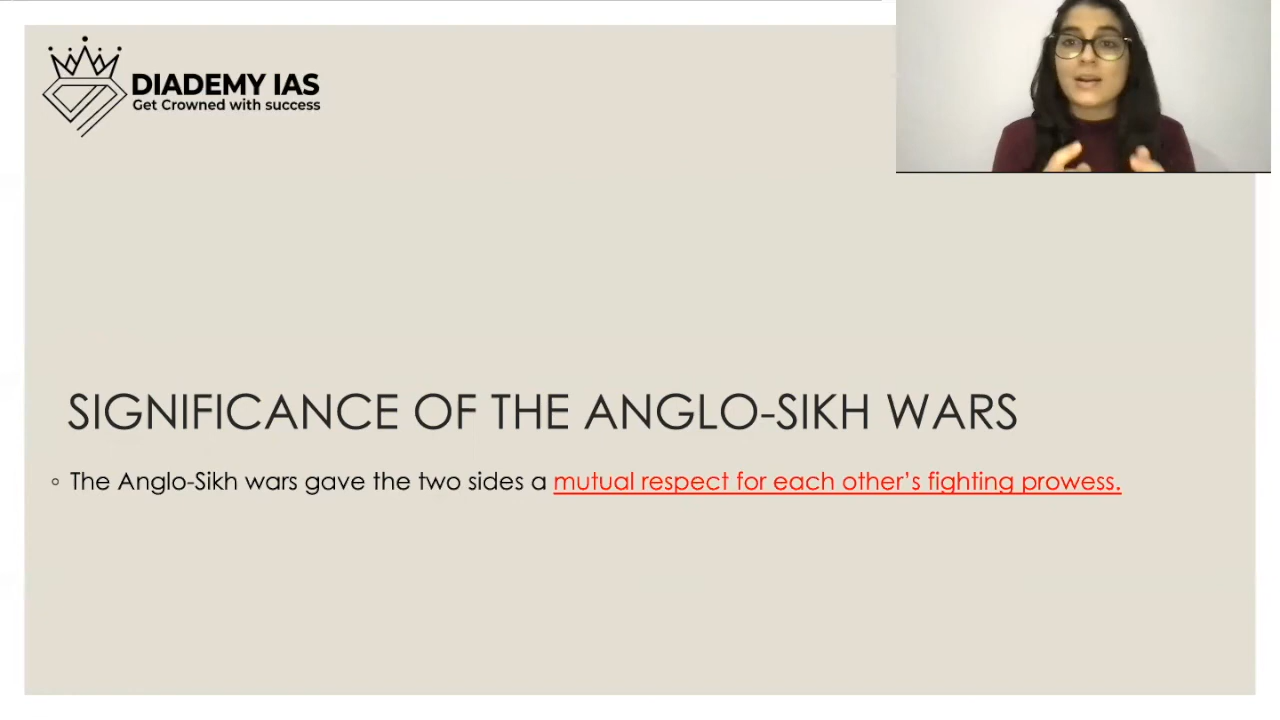 DIADEMY IAS
Get Crowned with success
SIGNIFICANCE OF THE ANGLO-SIKH WARS
◦ The Anglo-Sikh wars gave the two sides a mutual respect for each other’s fighting prowess.